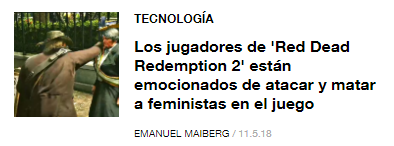 TECNOLOGÍA
Los jugadores de 'Red Dead
Redemption 2' están
emocionados de atacar y matar
a feministas en el juego
EMANUEL MAIBERG / 11.5.18